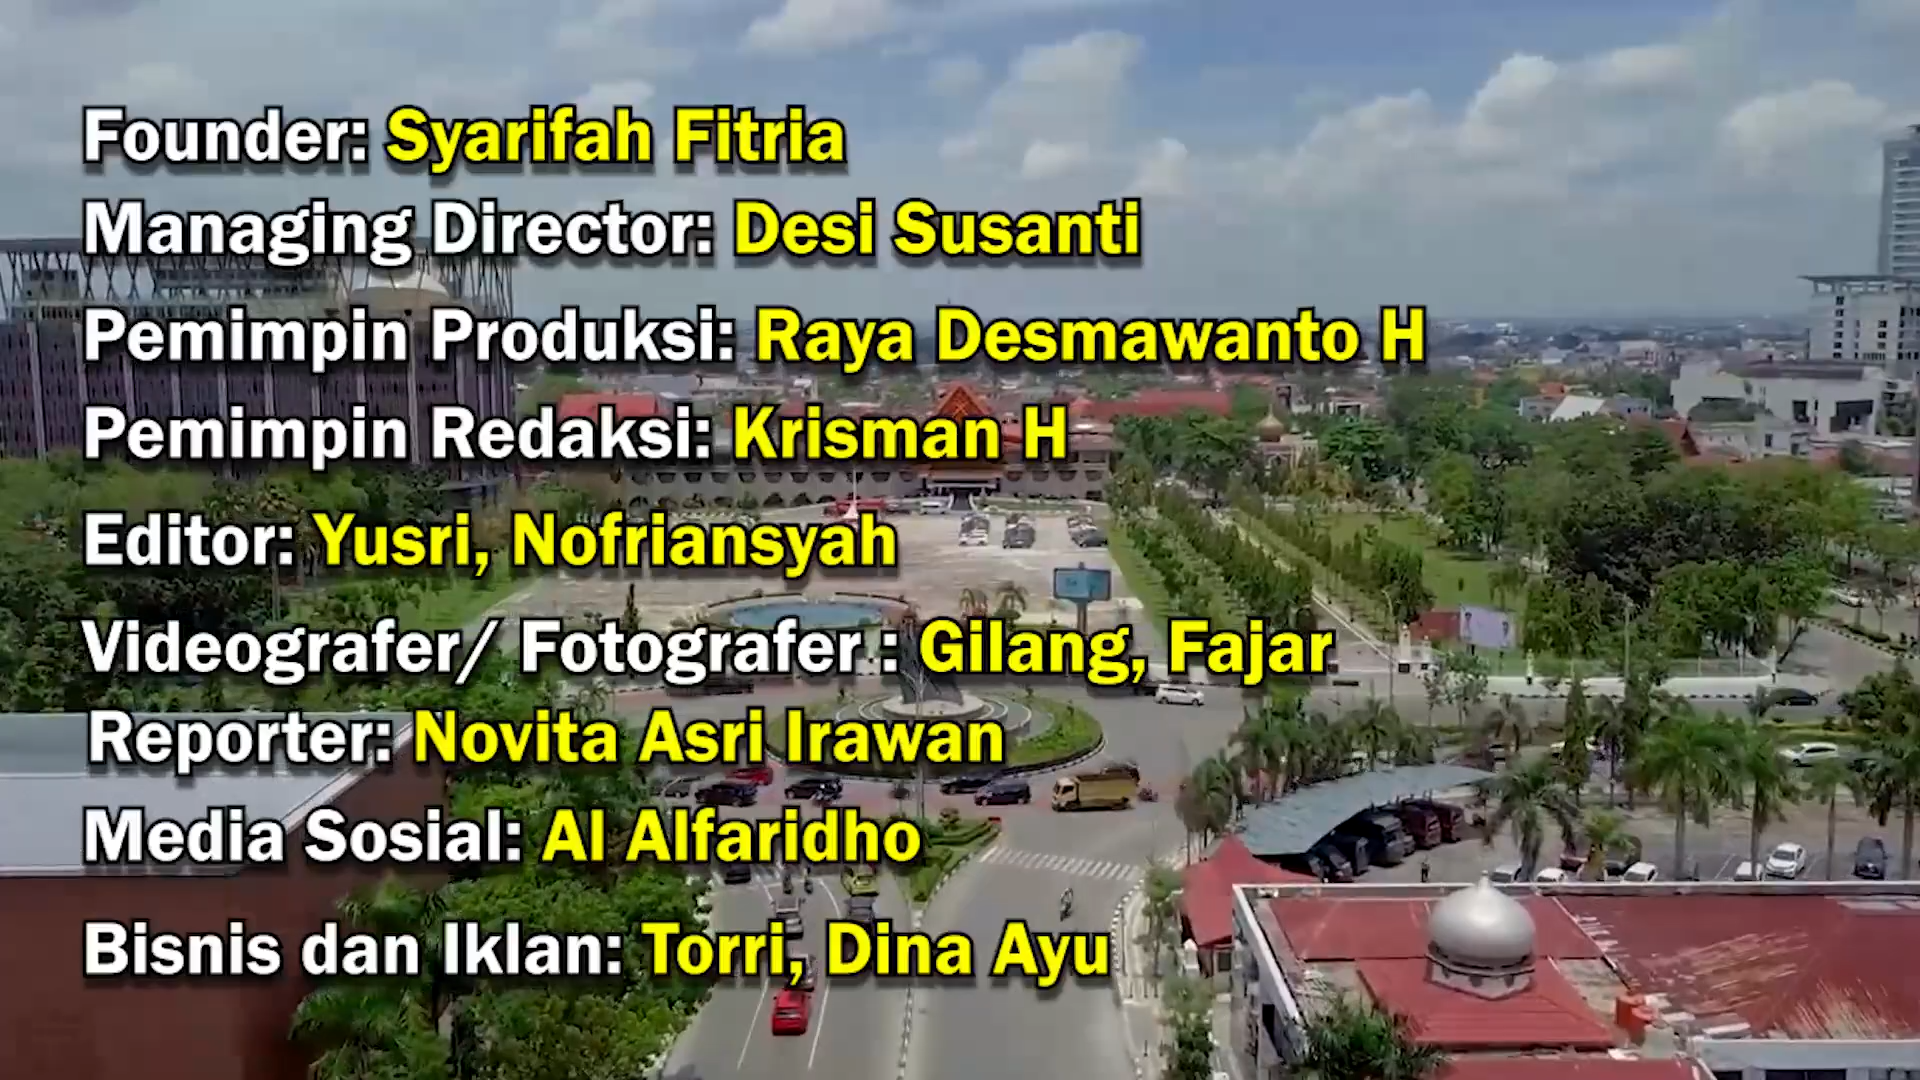 Founder: Syarifah Fitria
Managing Director: Desi Susanti
Pemimpin Produksi: Raya Desmawanto H
Pemimpin Redaksi: Krisman H
Editor: Yusri, Nofriansyah
Videografer/ Fotografer : Gilang, Fajar
Reporter: Novita Asri Irawan
Media Sosial: Al Alfaridho
Bisnis dan Iklan: Torri, Dina Ayu